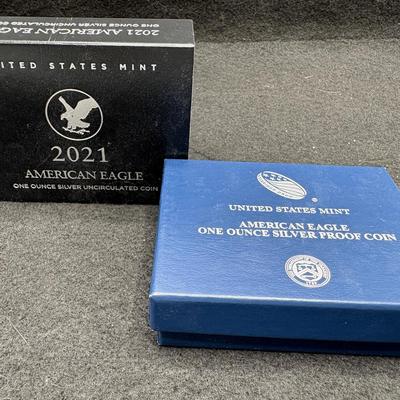 2021 AMERICAN EAGLE
ONE OUNCE SILVER UNCIRCULATED
UNITED STATES MINT
2021
AMERICAN EAGLE
ONE OUNCE SILVER UNCIRCULATED COIN
UNITED STATES MINT
AMERICAN EAGLE
ONE OUNCE SILVER PROOF COIN